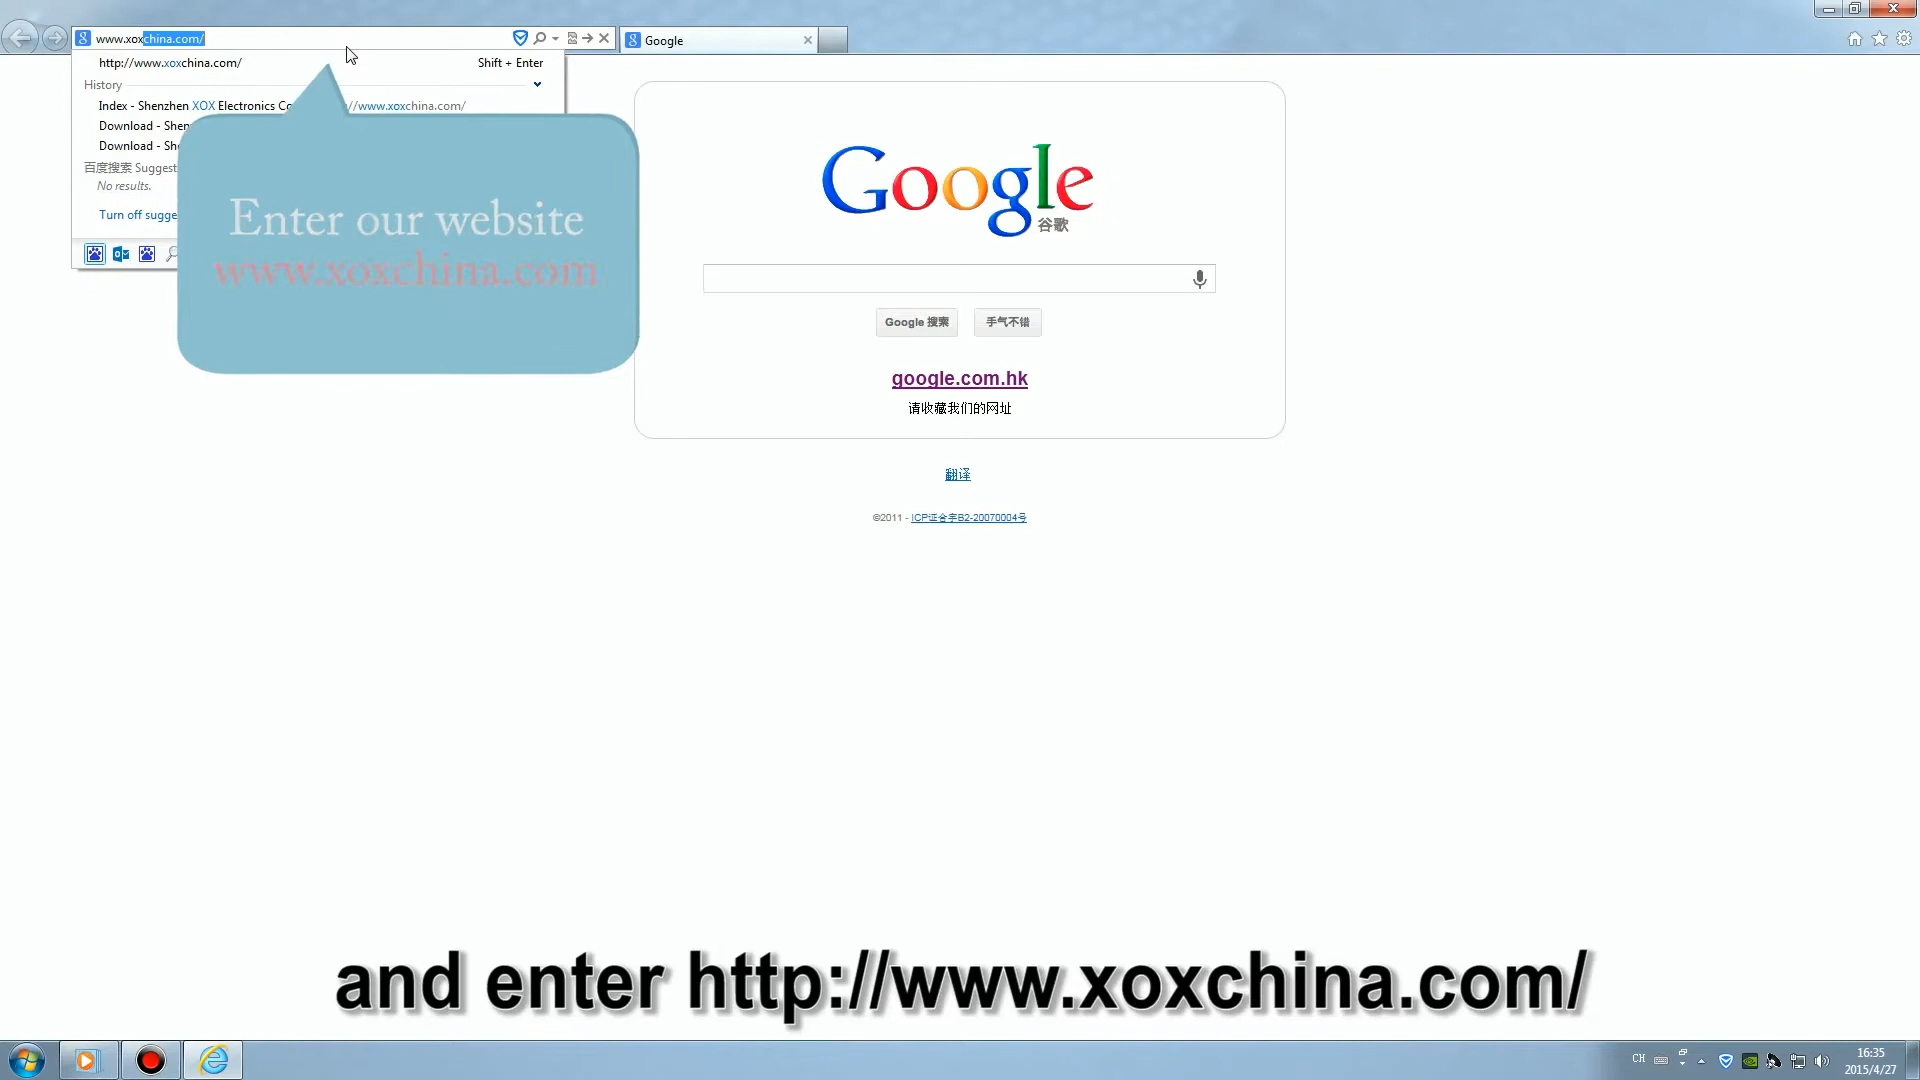 www.xoxchina.com/
Google
http://www.xoxchina.com/ Shift + Enter
History
Index - Shenzhen XOX Electronics Co //www.xoxchina.com/
Download - Shen
Download - She
百度搜索 Suggest
No results.
Turn off sugge
Enter our website
www.xoxchina.com
Google
谷歌
Google 搜索 手气不错
google.com.hk
请收藏我们的网址
翻译
©2011 - ICP证合字B2-20070004号
and enter http://www.xoxchina.com/
CH
16:35
2015/4/27